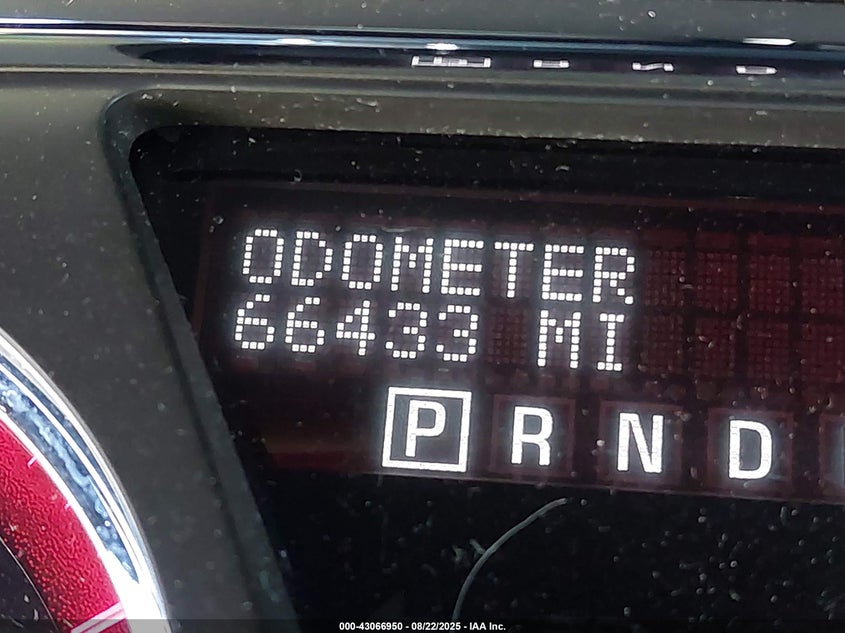 ODOMETER
66433 MI
P R N D
000-43066950 - 08/22/2025 - IAA Inc.